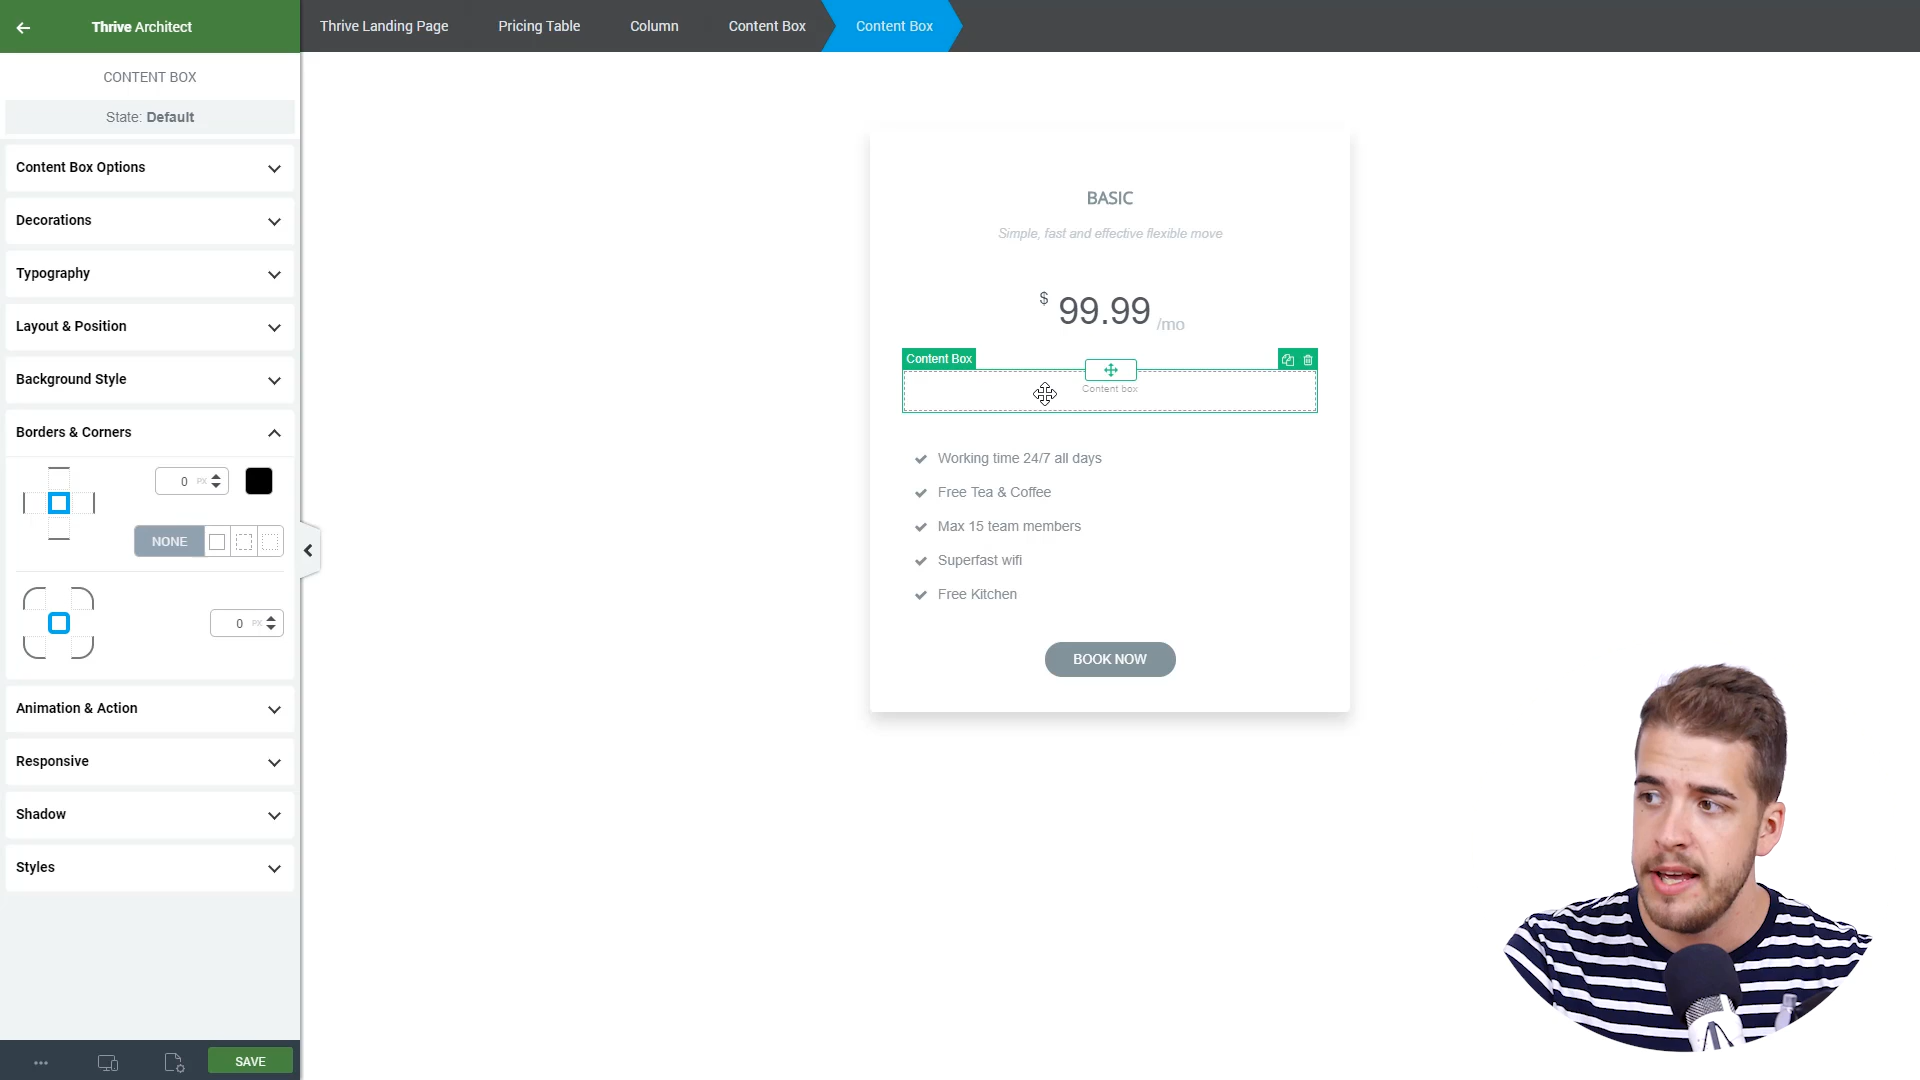 Thrive Architect
Thrive Landing Page
Pricing Table
Column
Content Box
Content Box
CONTENT BOX
State: Default
Content Box Options
Decorations
Typography
Layout & Position
Background Style
Borders & Corners
0 PX
NONE
0 PX
Animation & Action
Responsive
Shadow
Styles
SAVE
BASIC
Simple, fast and effective flexible move
$ 99.99 /mo
Content Box
Content box
Working time 24/7 all days
Free Tea & Coffee
Max 15 team members
Superfast wifi
Free Kitchen
BOOK NOW